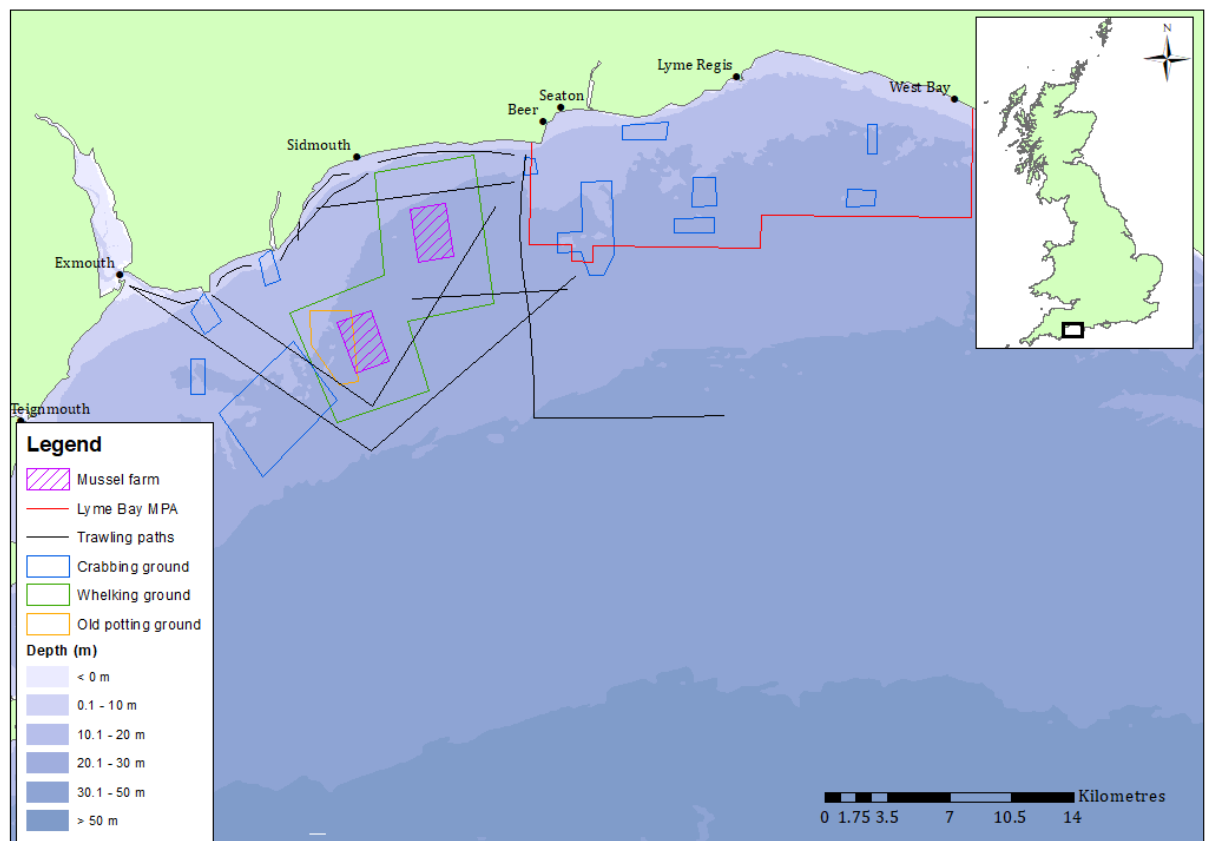 N
Lyme Regis
West Bay
Seaton
Beer
Sidmouth
Exmouth
Teignmouth
Legend
Mussel farm
Lyme Bay MPA
Trawling paths
Crabbing ground
Whelking ground
Old potting ground
Depth (m)
< 0 m
0.1 - 10 m
10.1 - 20 m
20.1 - 30 m
30.1 - 50 m
> 50 m
Kilometres
0 1.75 3.5 7 10.5 14